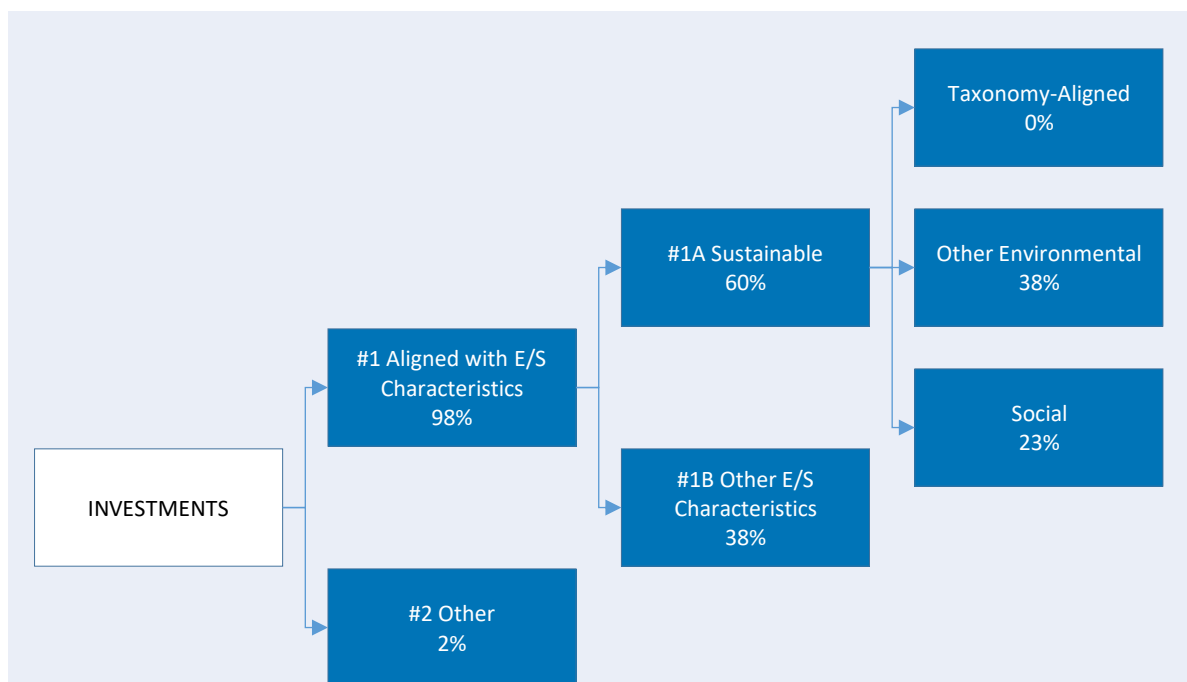 INVESTMENTS
#1 Aligned with E/S
Characteristics
98%
#2 Other
2%
#1A Sustainable
60%
#1B Other E/S
Characteristics
38%
Taxonomy-Aligned
0%
Other Environmental
38%
Social
23%